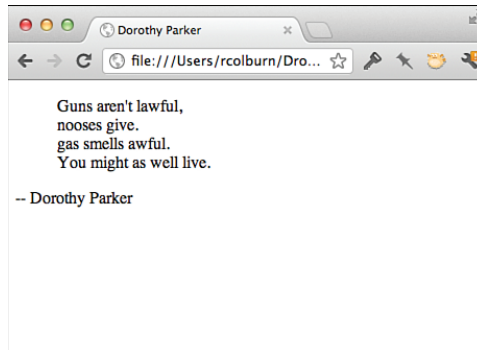 Dorothy Parker
file:///Users/rcolburn/Dro...
Guns aren't lawful,
nooses give.
gas smells awful.
You might as well live.
-- Dorothy Parker